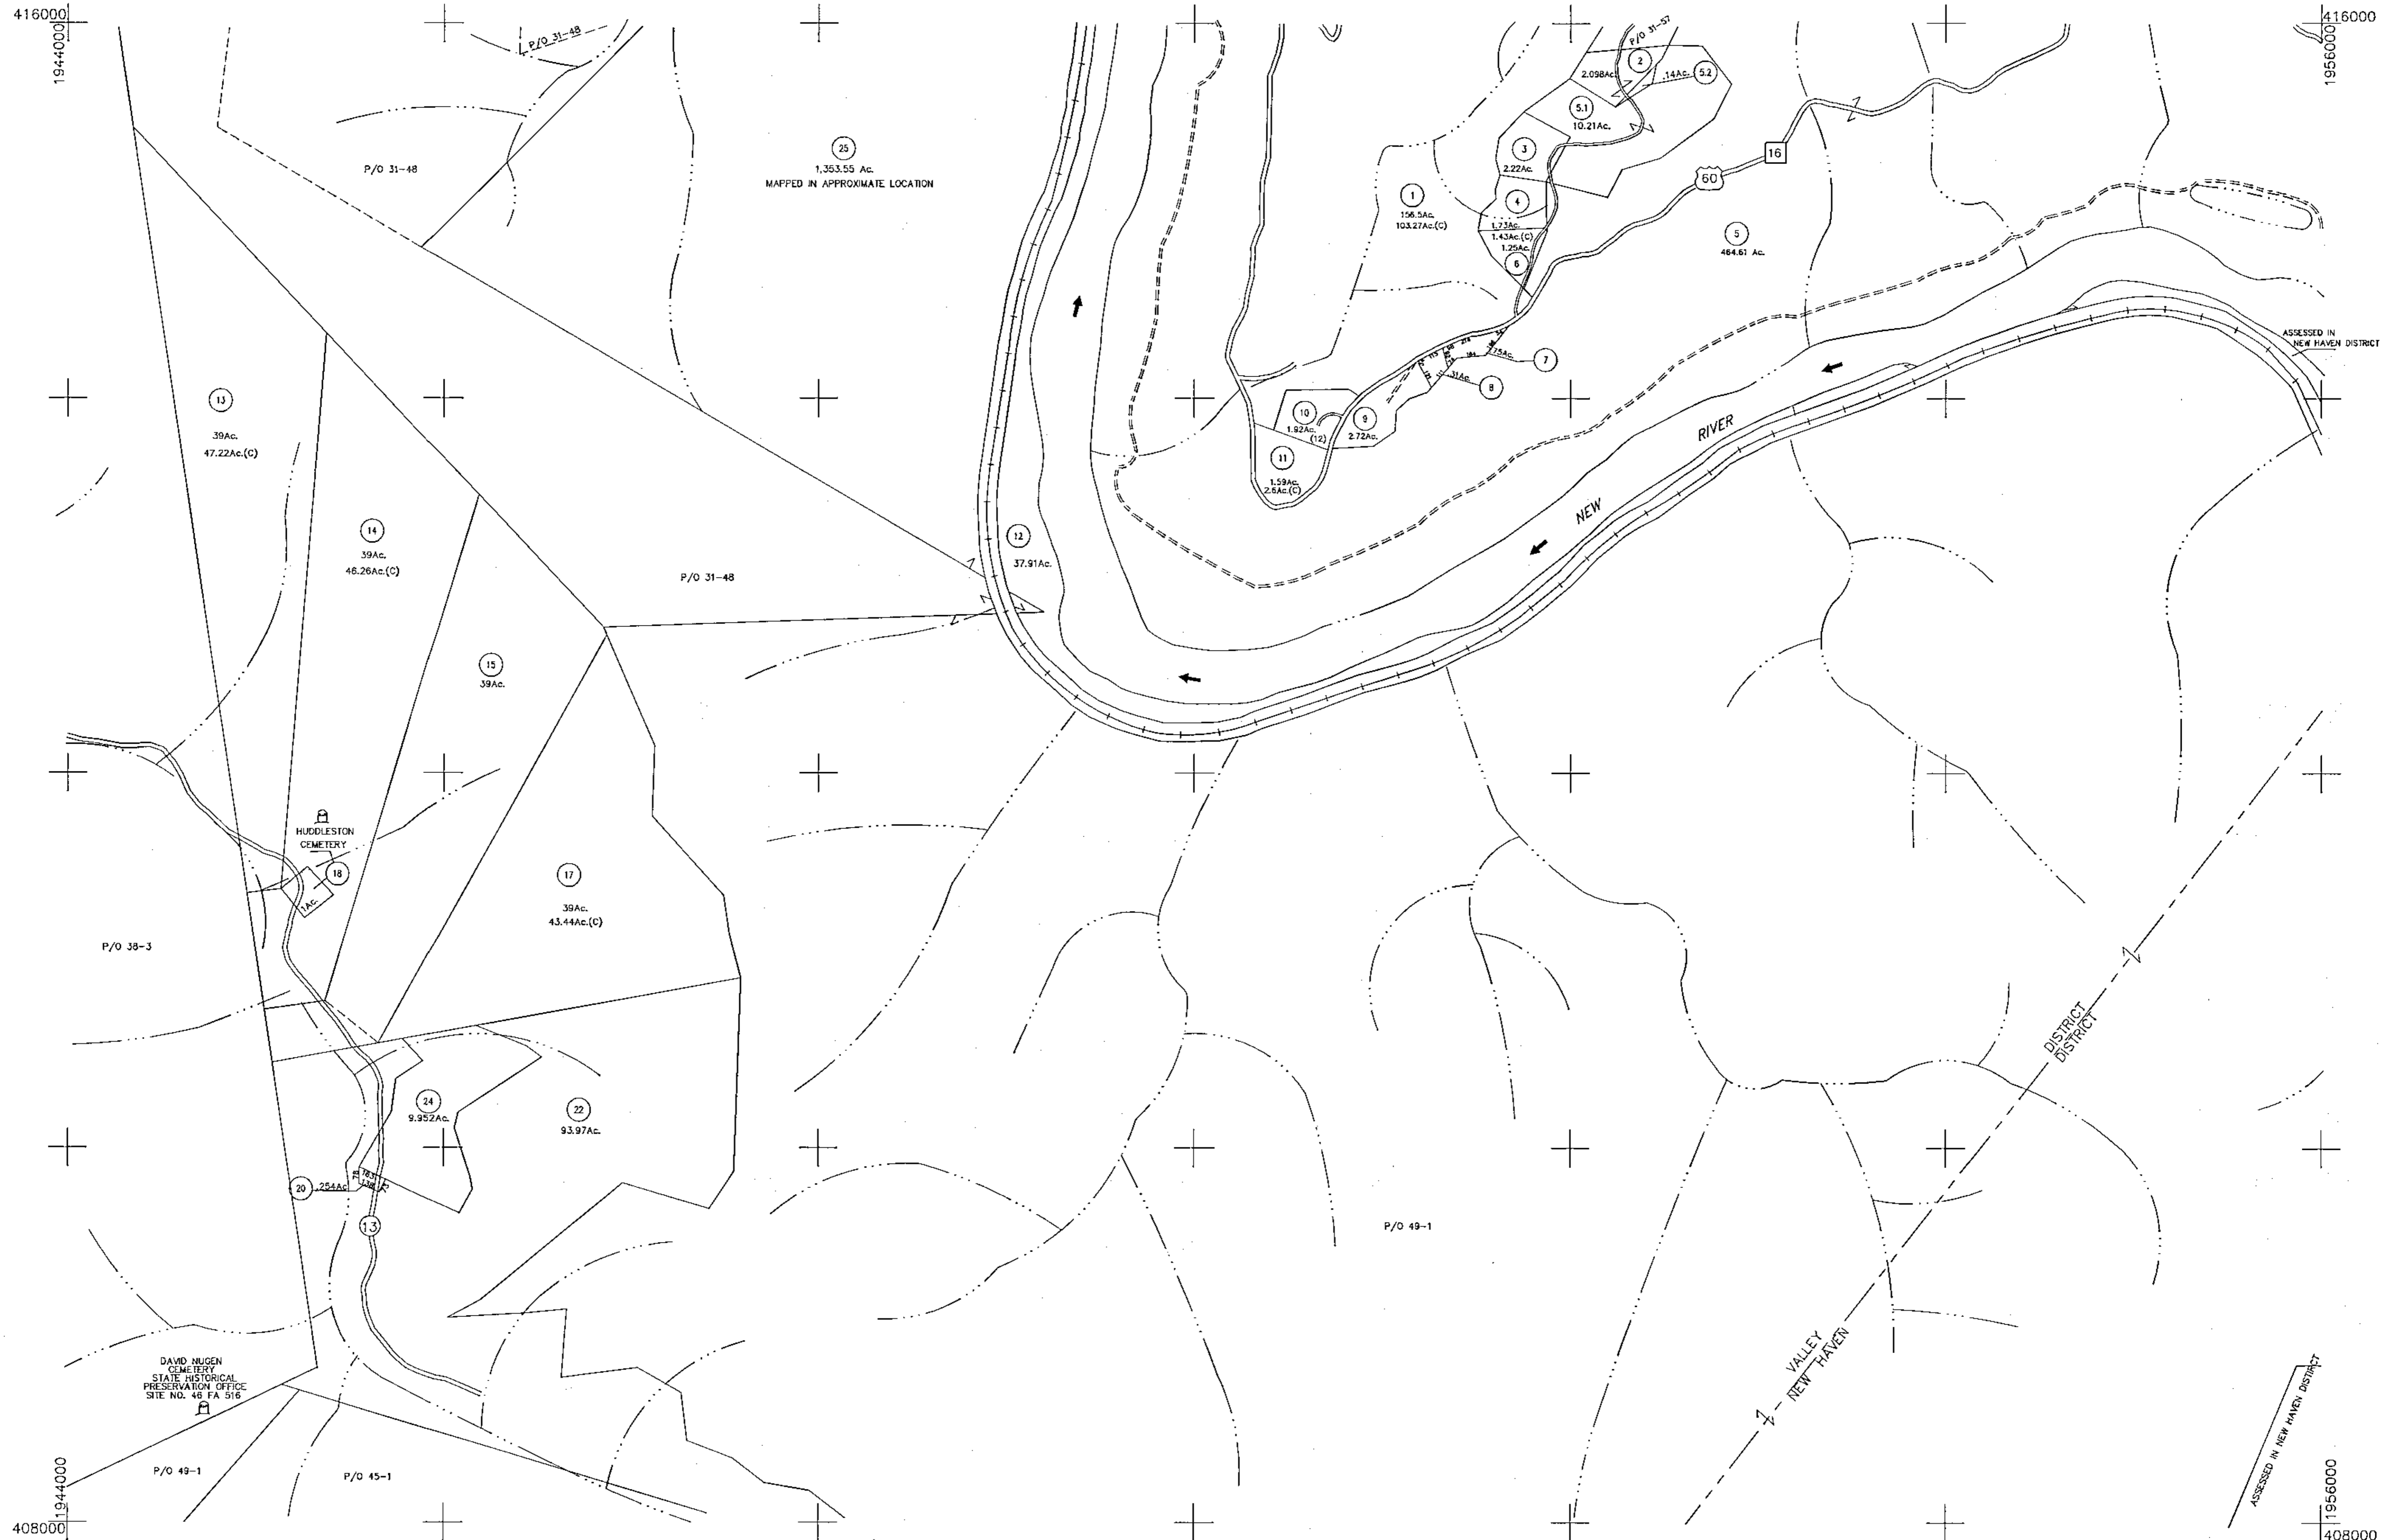 416000
1944000
416000
1956000
P/O 31-48
P/O 31-57
2
2.098Ac.
.14Ac.
5.2
5.1
10.21Ac.
25
1,353.55 Ac.
MAPPED IN APPROXIMATE LOCATION
P/O 31-48
3
2.22Ac.
16
60
1
156.5Ac.
103.27Ac.(C)
4
1.73Ac.
1.43Ac.(C)
1.25Ac.
6
5
464.61 Ac.
ASSESSED IN
NEW HAVEN DISTRICT
.75Ac.
7
.31Ac.
8
13
39Ac.
47.22Ac.(C)
10
1.92Ac.
(12)
9
2.72Ac.
11
1.59Ac.
2.6Ac.(C)
NEW RIVER
14
39Ac.
46.26Ac.(C)
12
37.91Ac.
P/O 31-48
15
39Ac.
HUDDLESTON
CEMETERY
18
1Ac.
17
39Ac.
43.44Ac.(C)
P/O 38-3
DISTRICT
DISTRICT
24
9.952Ac.
22
93.97Ac.
20
.254Ac
13
P/O 49-1
VALLEY
NEW HAVEN
DAVID NUGEN
CEMETERY
STATE HISTORICAL
PRESERVATION OFFICE
SITE NO. 46 FA 516
P/O 49-1
P/O 45-1
ASSESSED IN NEW HAVEN DISTIRCT
1944000
408000
1956000
408000